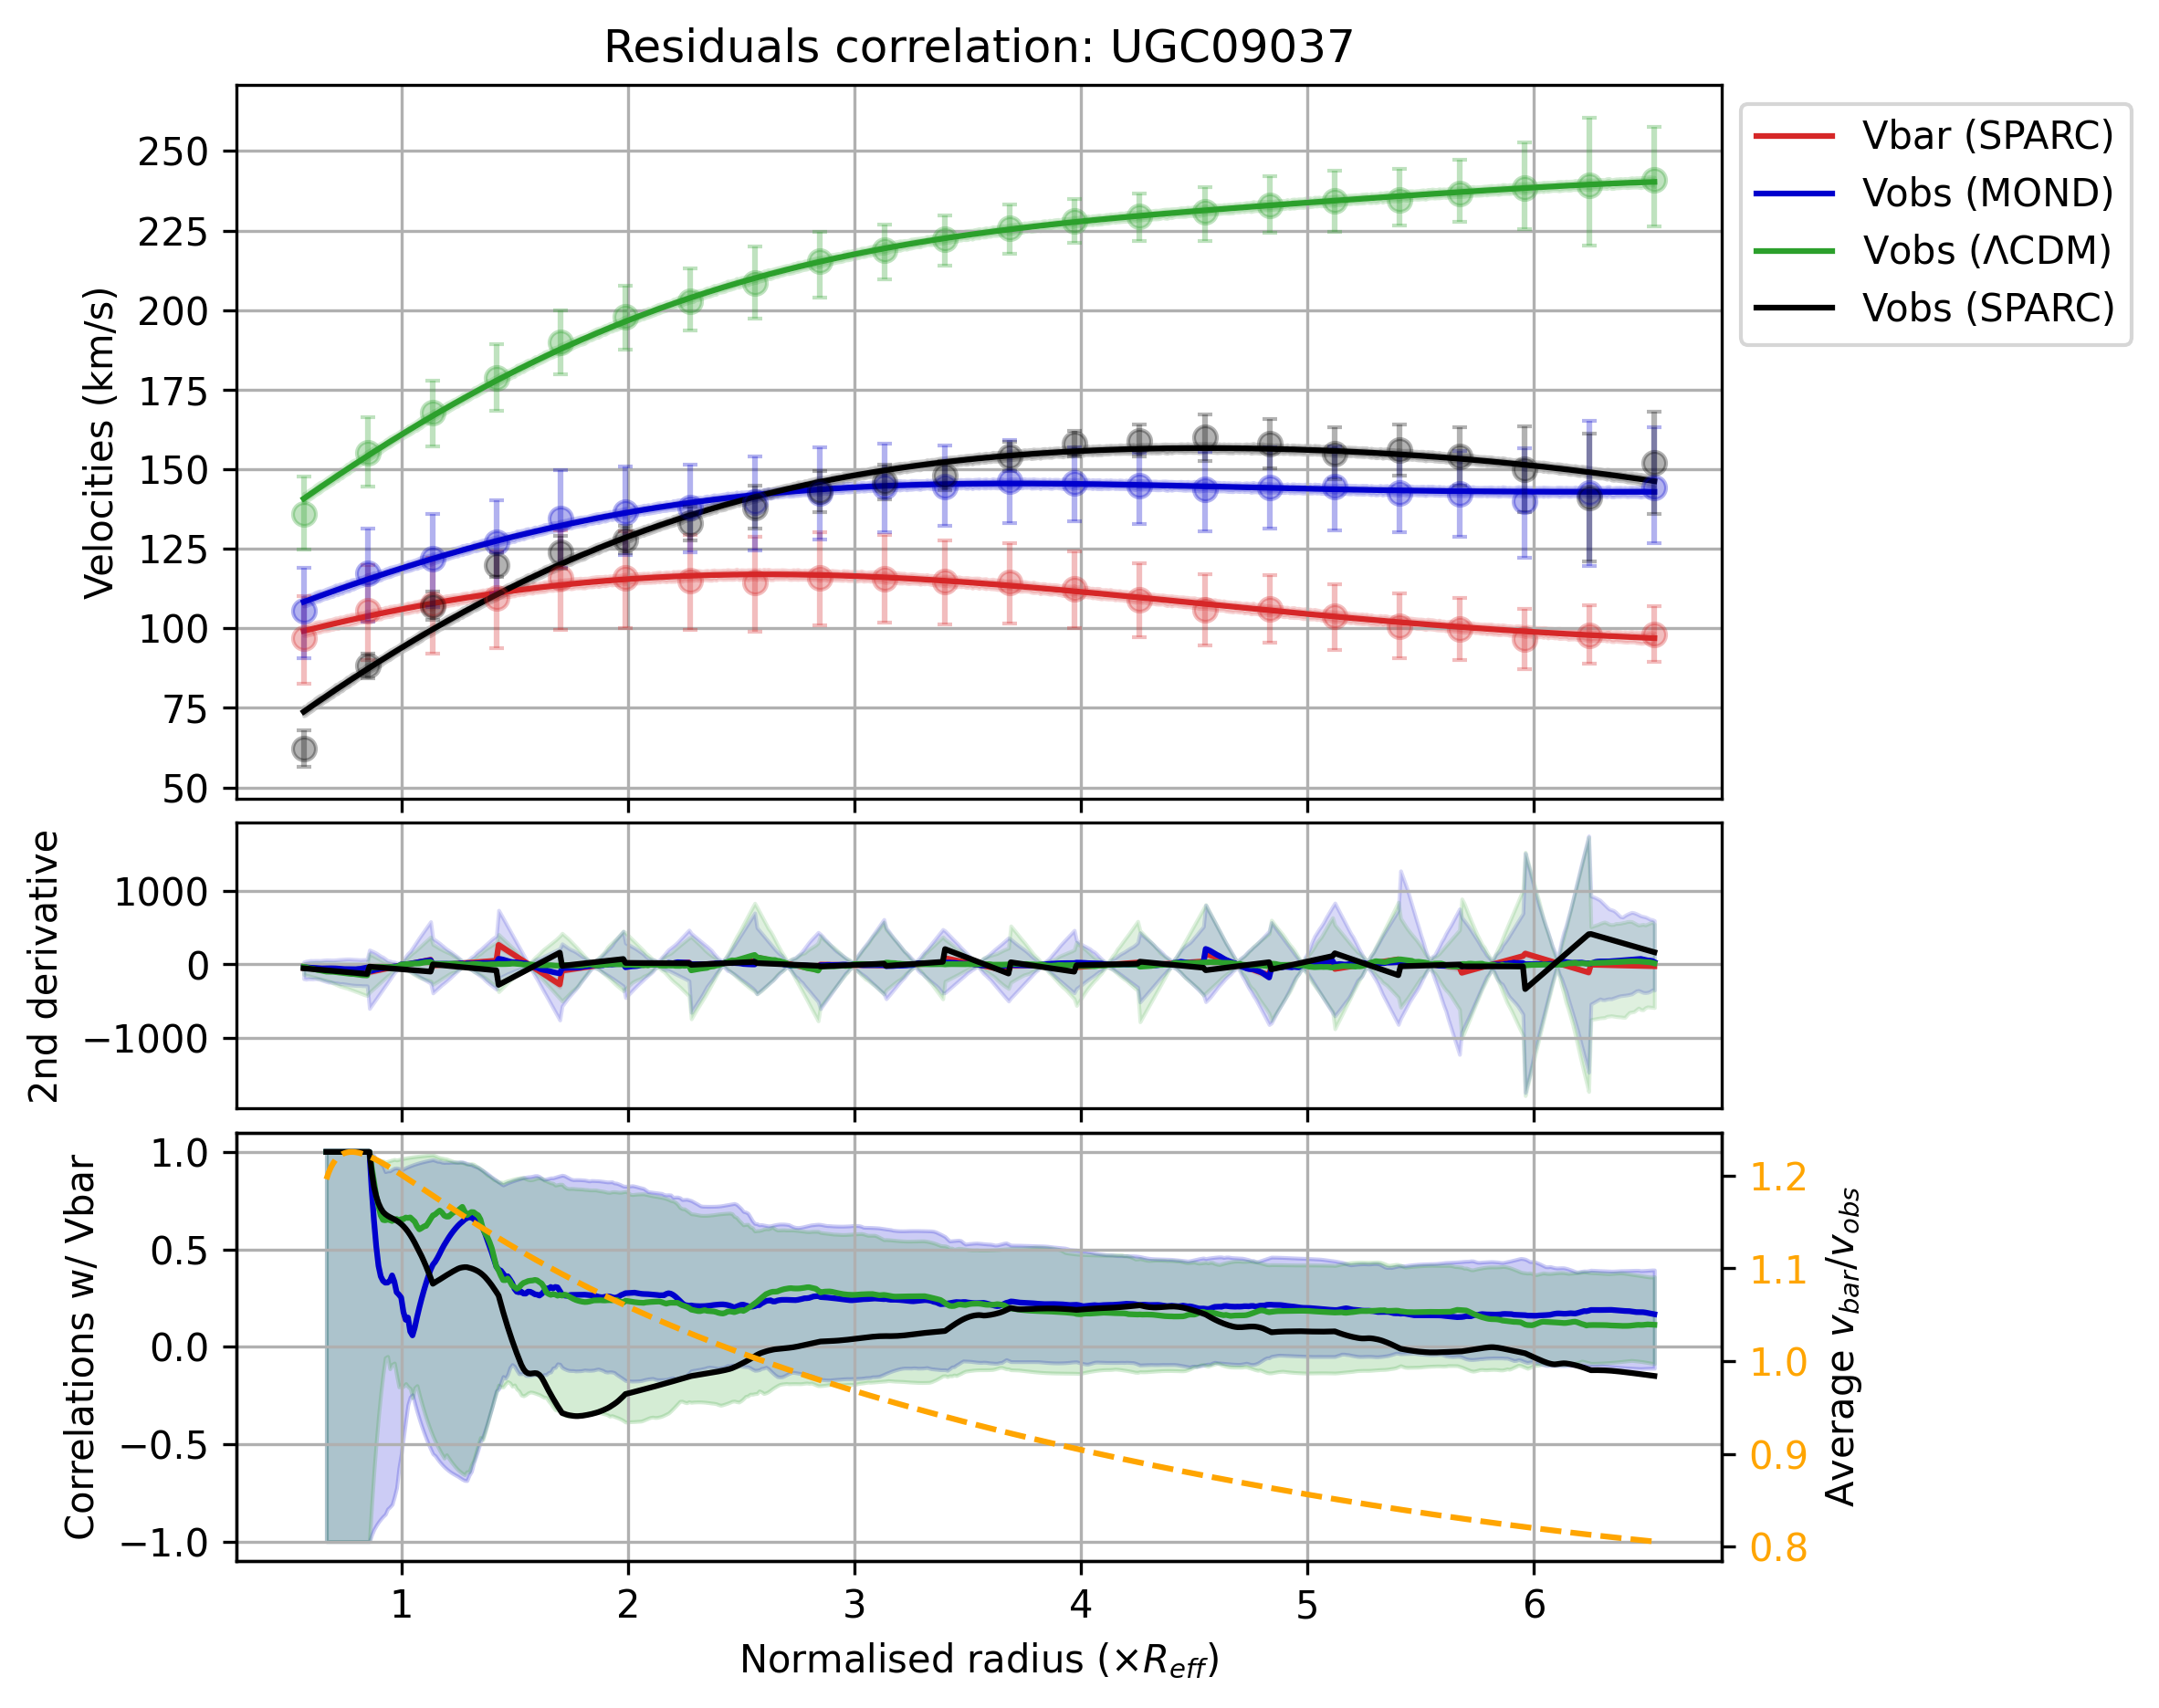 Residuals correlation: UGC09037
Velocities (km/s)
250
225
200
175
150
125
100
75
50
Vbar (SPARC)
Vobs (MOND)
Vobs (ΛCDM)
Vobs (SPARC)
2nd derivative
1000
0
−1000
Correlations w/ Vbar
1.0
0.5
0.0
−0.5
−1.0
1.2
1.1
1.0
0.9
0.8
Average v_bar/v_obs
1 2 3 4 5 6
Normalised radius (×R_eff)